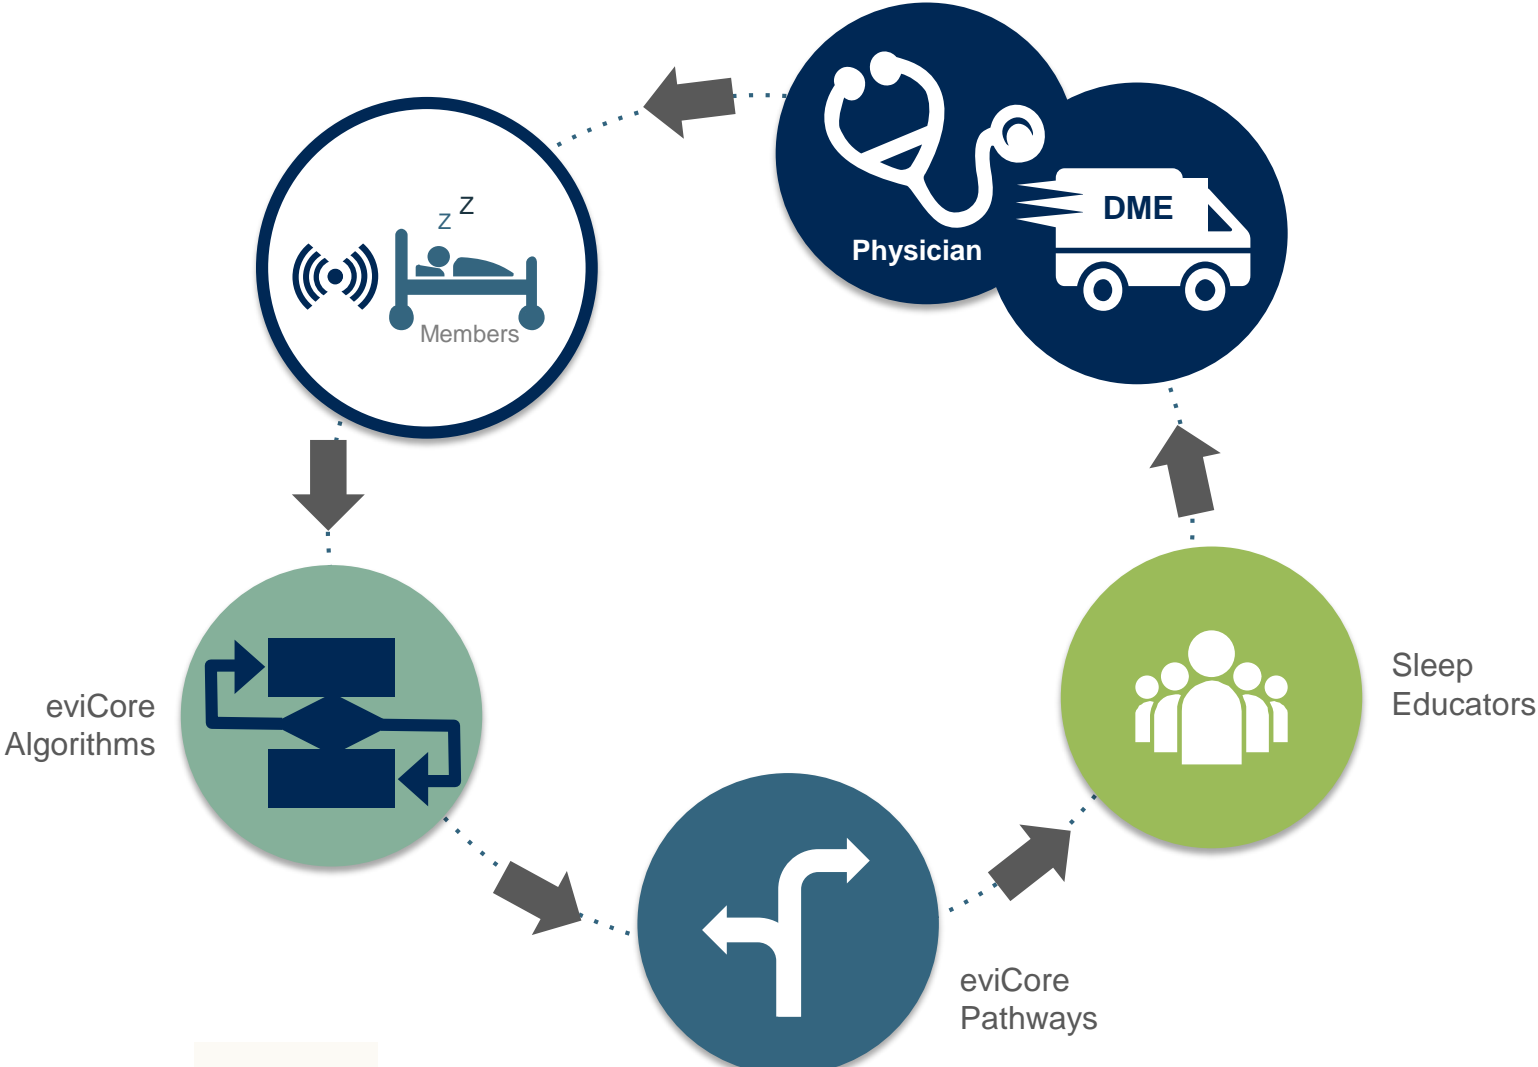 Physician
DME
z
z
Members
eviCore
Algorithms
Sleep
Educators
eviCore
Pathways